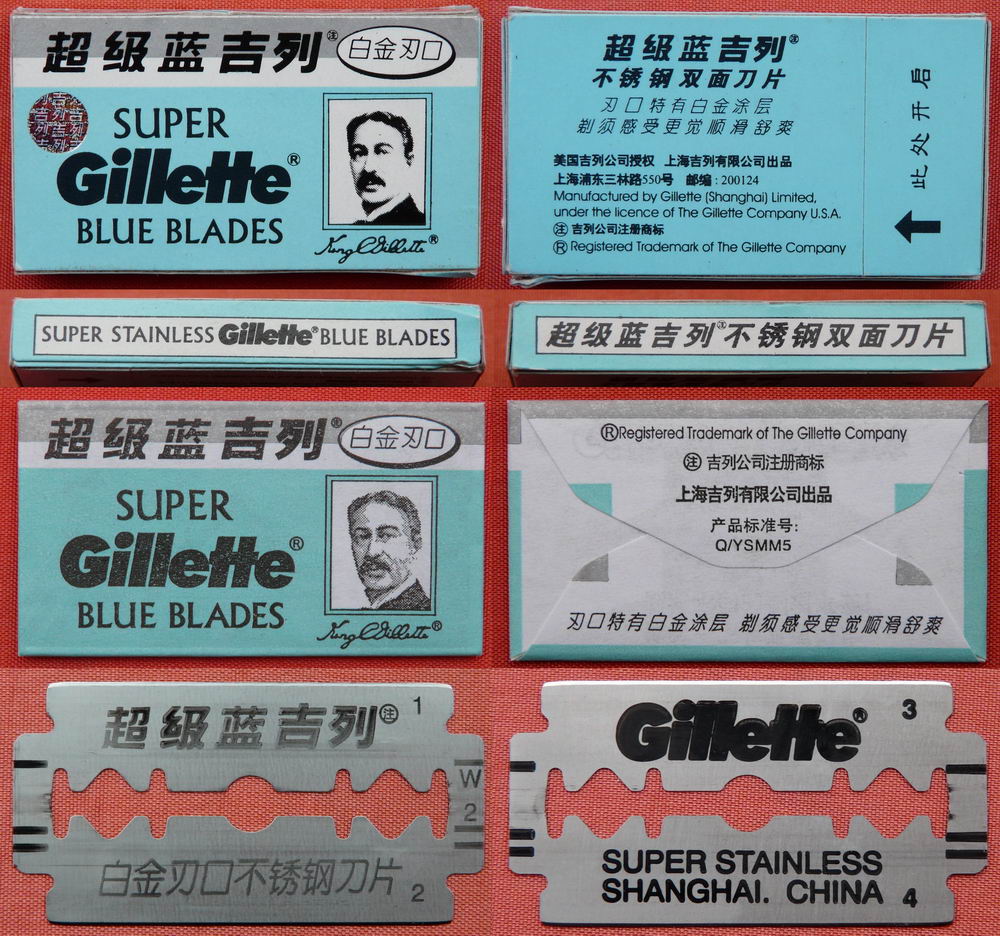 超级蓝吉列㊟ 白金刃口
SUPER
Gillette®
BLUE BLADES
King C Gillette®
超级蓝吉列㊟
不锈钢双面刀片
刃口特有白金涂层
剃须感受更觉顺滑舒爽
美国吉列公司授权 上海吉列有限公司出品
上海浦东三林路550号 邮编:200124
Manufactured by Gillette (Shanghai) Limited,
under the licence of The Gillette Company U.S.A.
㊟ 吉列公司注册商标
® Registered Trademark of The Gillette Company
此处开启
SUPER STAINLESS Gillette® BLUE BLADES
超级蓝吉列㊟不锈钢双面刀片
超级蓝吉列® 白金刃口
SUPER
Gillette®
BLUE BLADES
King C Gillette®
®Registered Trademark of The Gillette Company
㊟ 吉列公司注册商标
上海吉列有限公司出品
产品标准号:
Q/YSMM5
刃口特有白金涂层 剃须感受更觉顺滑舒爽
超级蓝吉列㊟ 1
W
2
白金刃口不锈钢刀片 2
Gillette® 3
SUPER STAINLESS
SHANGHAI. CHINA 4